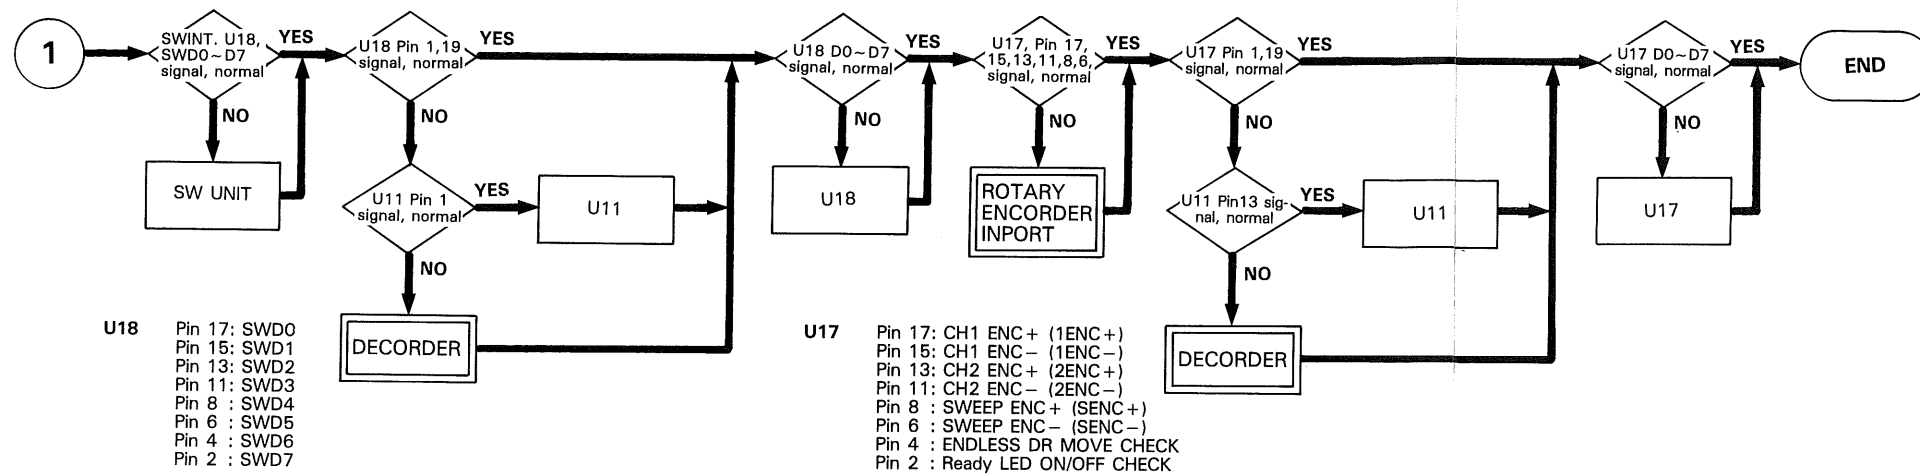 1
SWINT. U18,
SWD0~D7
signal, normal
YES
NO
SW UNIT
U18 Pin 1,19
signal, normal
YES
NO
U11 Pin 1
signal, normal
YES
U11
NO
DECORDER
U18 D0~D7
signal, normal
YES
NO
U18
U17, Pin 17,
15,13,11,8,6,
signal, normal
YES
NO
ROTARY
ENCORDER
INPORT
U17 Pin 1,19
signal, normal
YES
NO
U11 Pin13 sig-
nal, normal
YES
U11
NO
DECORDER
U17 D0~D7
signal, normal
YES
NO
U17
END
U18 Pin 17: SWD0
Pin 15: SWD1
Pin 13: SWD2
Pin 11: SWD3
Pin 8 : SWD4
Pin 6 : SWD5
Pin 4 : SWD6
Pin 2 : SWD7
U17 Pin 17: CH1 ENC+ (1ENC+)
Pin 15: CH1 ENC− (1ENC−)
Pin 13: CH2 ENC+ (2ENC+)
Pin 11: CH2 ENC− (2ENC−)
Pin 8 : SWEEP ENC+ (SENC+)
Pin 6 : SWEEP ENC− (SENC−)
Pin 4 : ENDLESS DR MOVE CHECK
Pin 2 : Ready LED ON/OFF CHECK